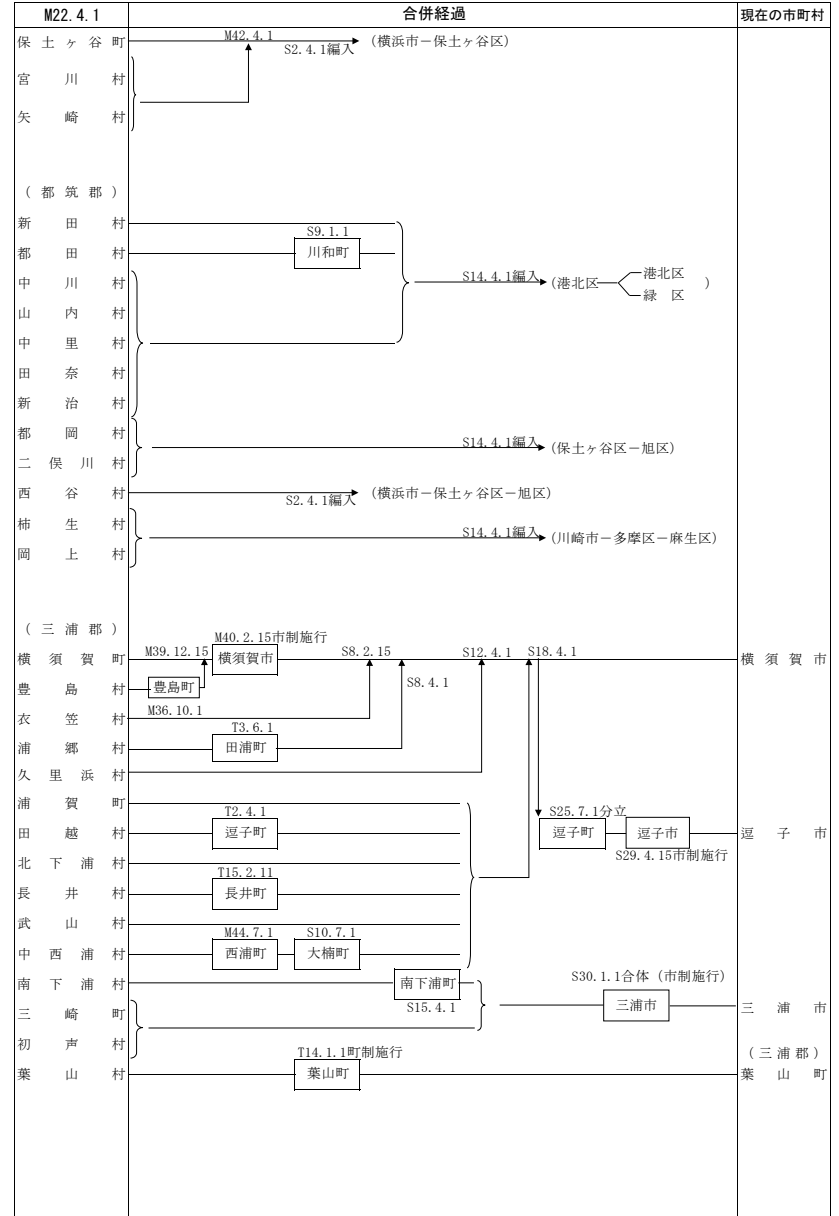 M22.4.1 合併経過 現在の市町村
保土ヶ谷町 M42.4.1 S2.4.1編入 (横浜市－保土ヶ谷区)
宮川村
矢崎村
(都筑郡)
新田村
都田村 S9.1.1 川和町
中川村 S14.4.1編入 (港北区 港北区 緑区 )
山内村
中里村
田奈村
新治村
都岡村 S14.4.1編入 (保土ヶ谷区－旭区)
二俣川村
西谷村 S2.4.1編入 (横浜市－保土ヶ谷区－旭区)
柿生村 S14.4.1編入 (川崎市－多摩区－麻生区)
岡上村
(三浦郡)
M40.2.15市制施行
横須賀町 M39.12.15 横須賀市 S8.2.15 S12.4.1 S18.4.1 横須賀市
豊島村 豊島町 S8.4.1
衣笠村 M36.10.1
浦郷村 T3.6.1 田浦町
久里浜村
浦賀町
田越村 T2.4.1 逗子町 S25.7.1分立 逗子町 逗子市 S29.4.15市制施行 逗子市
北下浦村
長井村 T15.2.11 長井町
武山村
中西浦村 M44.7.1 西浦町 S10.7.1 大楠町
南下浦村 南下浦町 S15.4.1
S30.1.1合体（市制施行）
三崎町 三浦市 三浦市
初声村
(三浦郡)
葉山村 T14.1.1町制施行 葉山町 葉山町